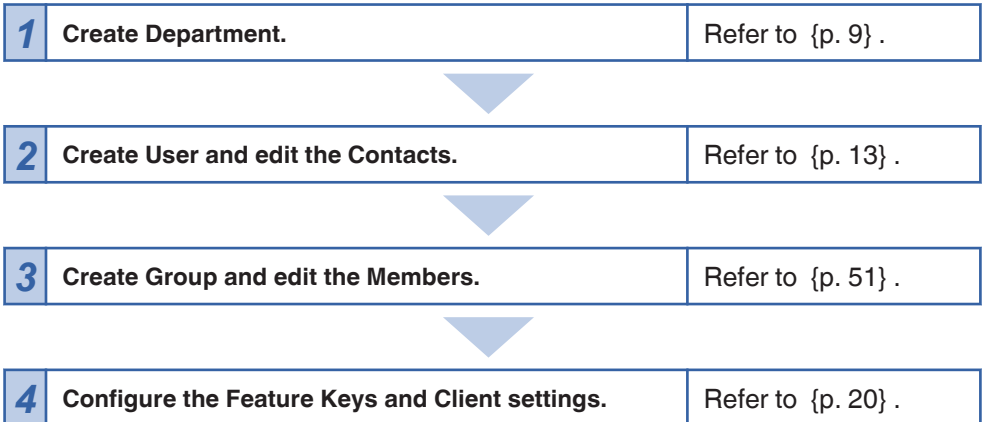 1 Create Department. Refer to {p. 9} .
2 Create User and edit the Contacts. Refer to {p. 13} .
3 Create Group and edit the Members. Refer to {p. 51} .
4 Configure the Feature Keys and Client settings. Refer to {p. 20} .